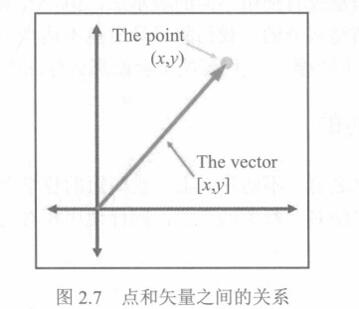 The point
(x,y)
The vector
[x,y]
图 2.7 点和矢量之间的关系